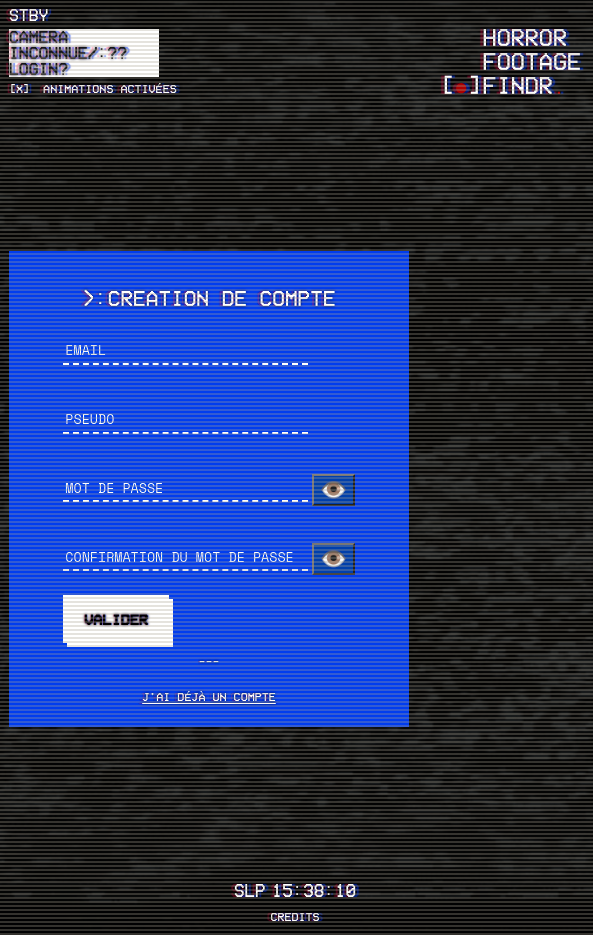 STBY
CAMERA
INCONNUE/:??
LOGIN?
[X] ANIMATIONS ACTIVÉES
HORROR
FOOTAGE
[●]FINDR
>:CREATION DE COMPTE
EMAIL
PSEUDO
MOT DE PASSE
CONFIRMATION DU MOT DE PASSE
VALIDER
---
J'AI DÉJÀ UN COMPTE
SLP 15:38:10
CREDITS